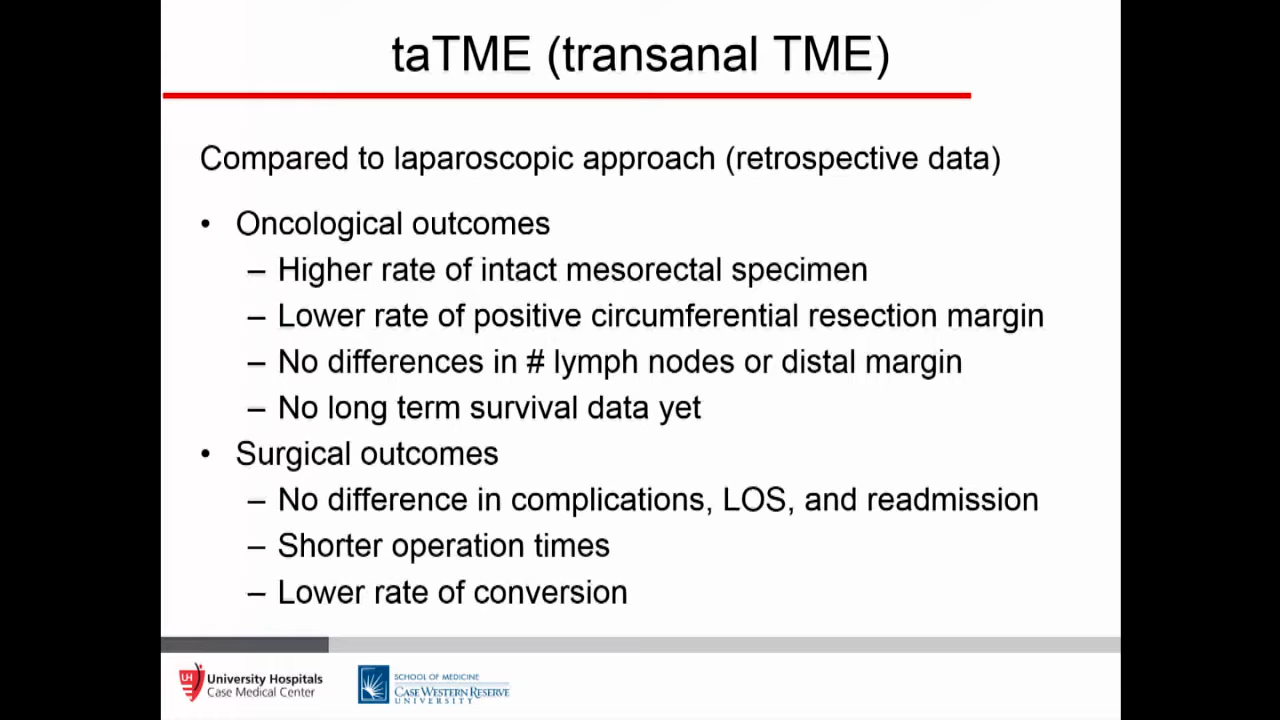 taTME (transanal TME)
Compared to laparoscopic approach (retrospective data)
• Oncological outcomes
– Higher rate of intact mesorectal specimen
– Lower rate of positive circumferential resection margin
– No differences in # lymph nodes or distal margin
– No long term survival data yet
• Surgical outcomes
– No difference in complications, LOS, and readmission
– Shorter operation times
– Lower rate of conversion
UH
University Hospitals
Case Medical Center
SCHOOL OF MEDICINE
CASE WESTERN RESERVE
UNIVERSITY